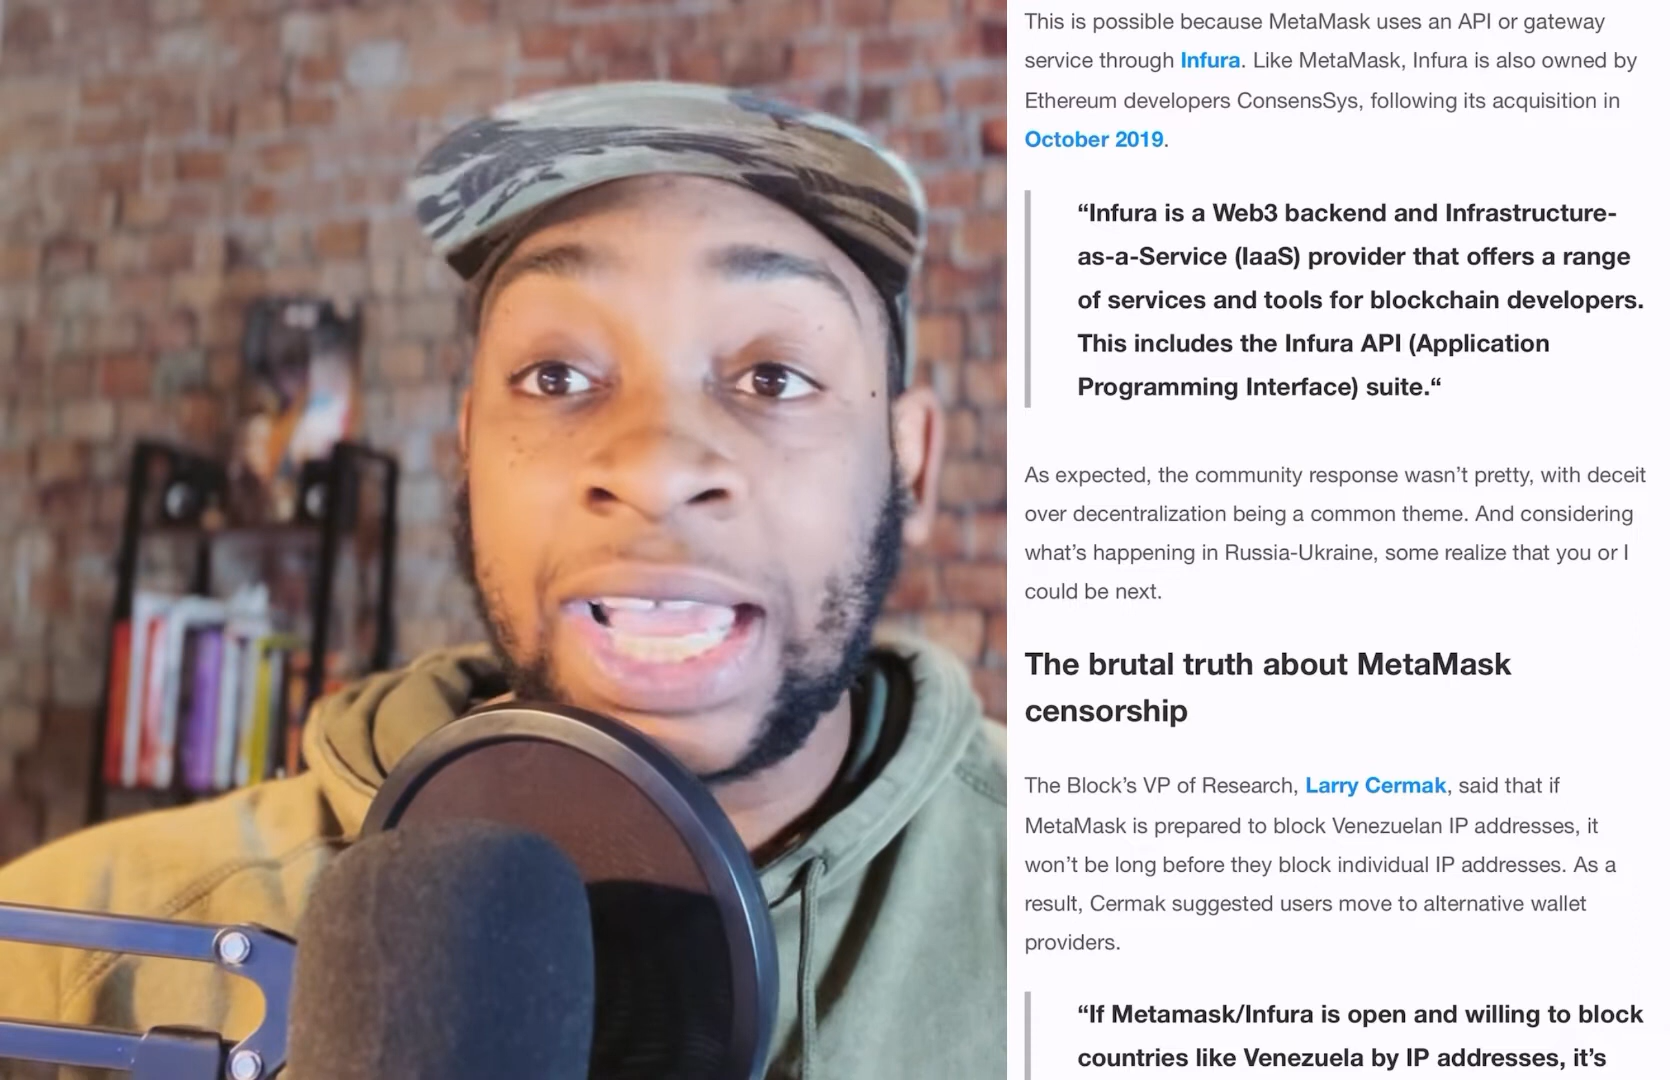 This is possible because MetaMask uses an API or gateway
service through Infura. Like MetaMask, Infura is also owned by
Ethereum developers ConsensSys, following its acquisition in
October 2019.
“Infura is a Web3 backend and Infrastructure-
as-a-Service (IaaS) provider that offers a range
of services and tools for blockchain developers.
This includes the Infura API (Application
Programming Interface) suite.“
As expected, the community response wasn’t pretty, with deceit
over decentralization being a common theme. And considering
what’s happening in Russia-Ukraine, some realize that you or I
could be next.
The brutal truth about MetaMask
censorship
The Block’s VP of Research, Larry Cermak, said that if
MetaMask is prepared to block Venezuelan IP addresses, it
won’t be long before they block individual IP addresses. As a
result, Cermak suggested users move to alternative wallet
providers.
“If Metamask/Infura is open and willing to block
countries like Venezuela by IP addresses, it’s